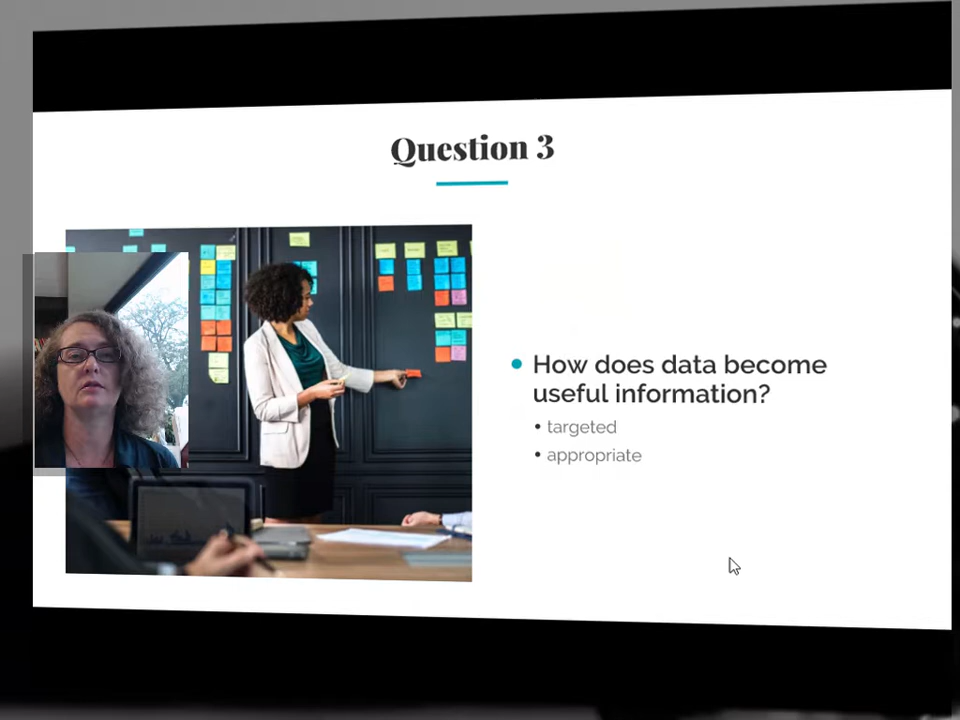 Question 3
How does data become
useful information?
targeted
appropriate